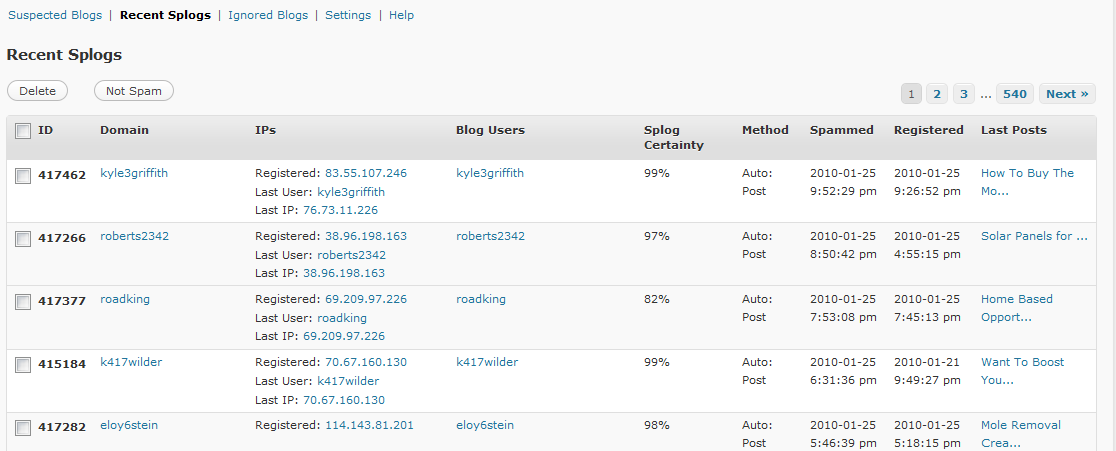 Suspected Blogs | Recent Splogs | Ignored Blogs | Settings | Help
Recent Splogs
Delete Not Spam 1 2 3 ... 540 Next »
ID Domain IPs Blog Users Splog Method Spammed Registered Last Posts
Certainty
417462 kyle3griffith Registered: 83.55.107.246 kyle3griffith 99% Auto: 2010-01-25 2010-01-25 How To Buy The
Last User: kyle3griffith Post 9:52:29 pm 9:26:52 pm Mo...
Last IP: 76.73.11.226
417266 roberts2342 Registered: 38.96.198.163 roberts2342 97% Auto: 2010-01-25 2010-01-25 Solar Panels for ...
Last User: roberts2342 Post 8:50:42 pm 4:55:15 pm
Last IP: 38.96.198.163
417377 roadking Registered: 69.209.97.226 roadking 82% Auto: 2010-01-25 2010-01-25 Home Based
Last User: roadking Post 7:53:08 pm 7:45:13 pm Opport...
Last IP: 69.209.97.226
415184 k417wilder Registered: 70.67.160.130 k417wilder 99% Auto: 2010-01-25 2010-01-21 Want To Boost
Last User: k417wilder Post 6:31:36 pm 9:49:27 pm You...
Last IP: 70.67.160.130
417282 eloy6stein Registered: 114.143.81.201 eloy6stein 98% Auto: 2010-01-25 2010-01-25 Mole Removal
Post 5:46:39 pm 5:18:15 pm Crea...